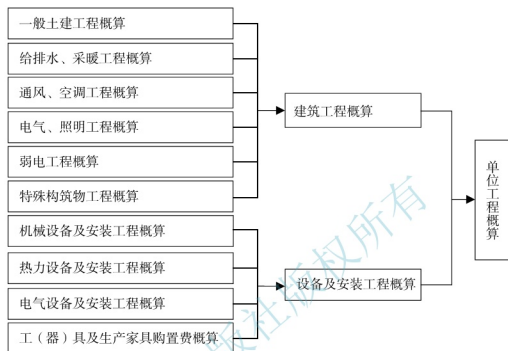 一般土建工程概算
给排水、采暖工程概算
通风、空调工程概算
电气、照明工程概算
弱电工程概算
特殊构筑物工程概算
机械设备及安装工程概算
热力设备及安装工程概算
电气设备及安装工程概算
工（器）具及生产家具购置费概算
建筑工程概算
设备及安装工程概算
单位工程概算
版社版权所有